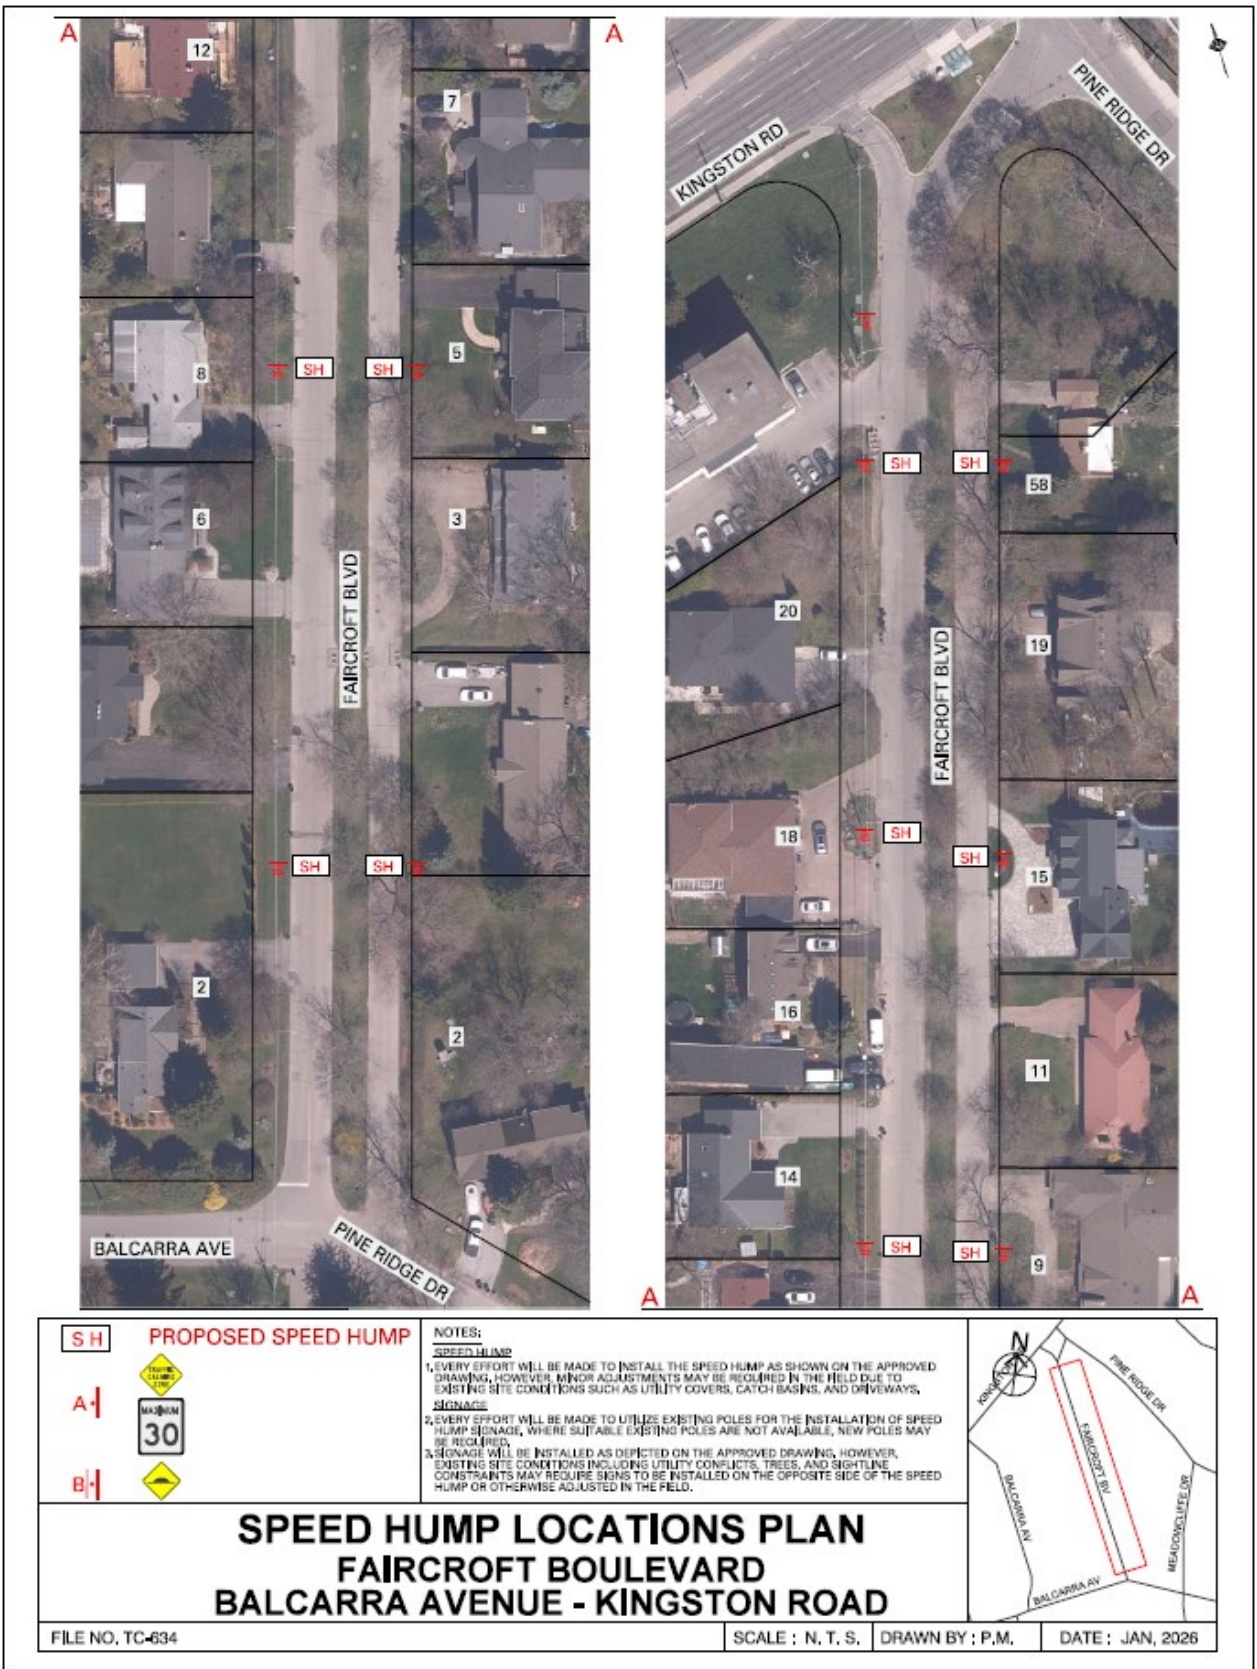 A
A
12
7
8
SH
SH
5
6
3
FAIRCROFT BLVD
SH
SH
2
2
BALCARRA AVE
PINE RIDGE DR
KINGSTON RD
PINE RIDGE DR
SH
SH
58
20
19
FAIRCROFT BLVD
18
SH
SH
15
16
11
14
SH
SH
9
A
A
SH
PROPOSED SPEED HUMP
TRAFFIC
CALMING
ZONE
A
MAXIMUM
30
B
NOTES:
SPEED HUMP
1. EVERY EFFORT WILL BE MADE TO INSTALL THE SPEED HUMP AS SHOWN ON THE APPROVED
DRAWING, HOWEVER, MINOR ADJUSTMENTS MAY BE REQUIRED IN THE FIELD DUE TO
EXISTING SITE CONDITIONS SUCH AS UTILITY COVERS, CATCH BASINS, AND DRIVEWAYS.
SIGNAGE
2. EVERY EFFORT WILL BE MADE TO UTILIZE EXISTING POLES FOR THE INSTALLATION OF SPEED
HUMP SIGNAGE, WHERE SUITABLE EXISTING POLES ARE NOT AVAILABLE, NEW POLES MAY
BE REQUIRED.
3. SIGNAGE WILL BE INSTALLED AS DEPICTED ON THE APPROVED DRAWING, HOWEVER,
EXISTING SITE CONDITIONS INCLUDING UTILITY CONFLICTS, TREES, AND SIGHTLINE
CONSTRAINTS MAY REQUIRE SIGNS TO BE INSTALLED ON THE OPPOSITE SIDE OF THE SPEED
HUMP OR OTHERWISE ADJUSTED IN THE FIELD.
N
PINE RIDGE DR
FAIRCROFT BV
BALCARRA AV
MEADOWCLIFFE DR
BALCARRA AV
SPEED HUMP LOCATIONS PLAN
FAIRCROFT BOULEVARD
BALCARRA AVENUE - KINGSTON ROAD
FILE NO. TC-634
SCALE : N. T. S.
DRAWN BY : P.M.
DATE : JAN, 2026